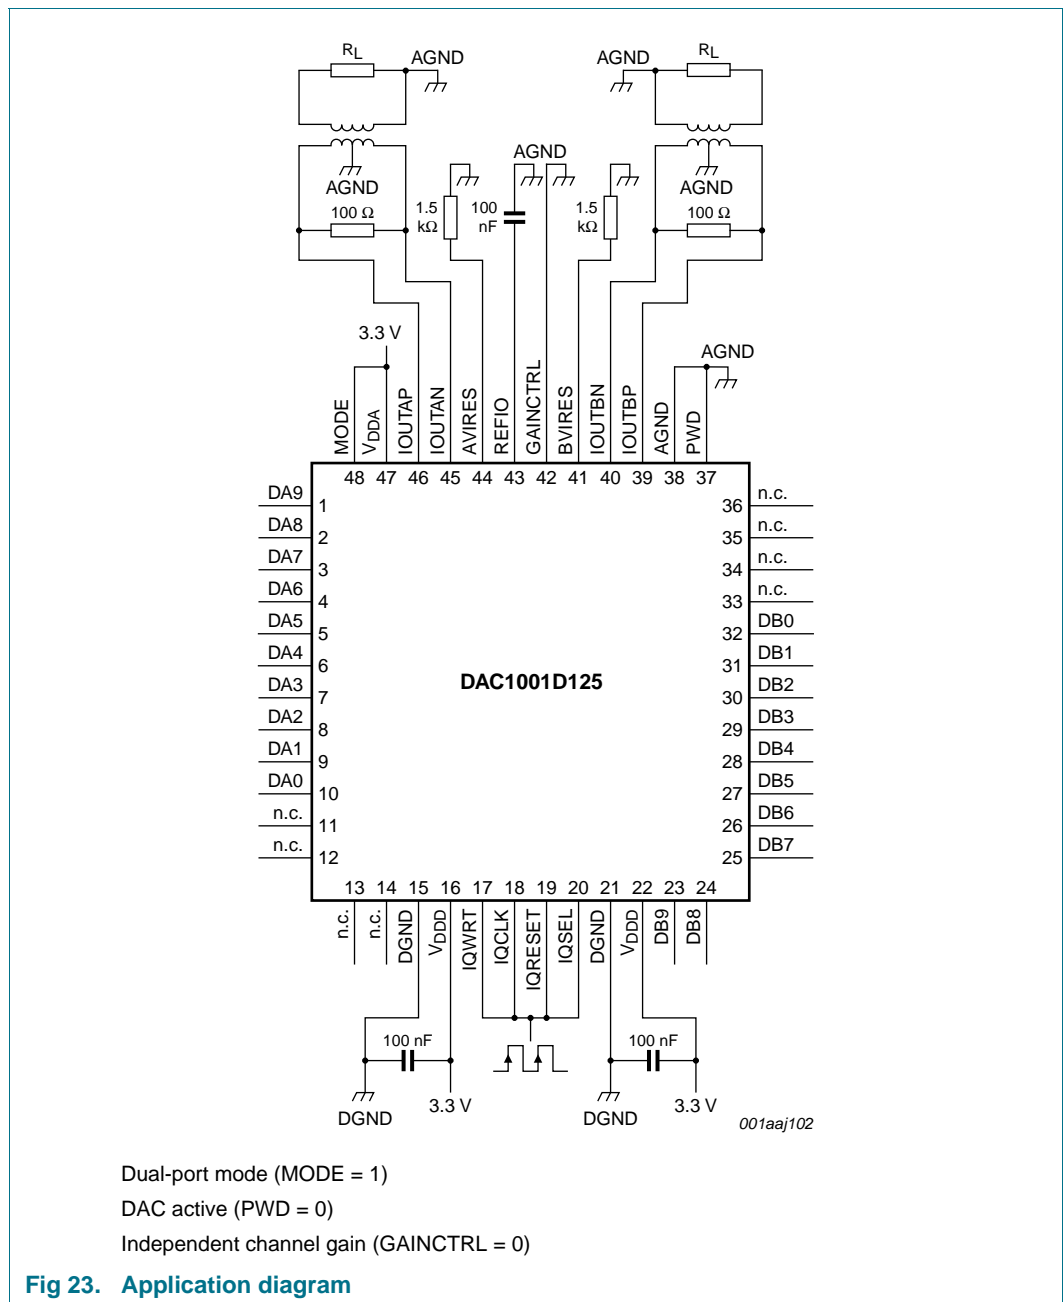 RL AGND AGND RL
AGND
AGND AGND
100 Ω 1.5 kΩ 100 nF 1.5 kΩ 100 Ω
3.3 V
AGND
MODE VDDA IOUTAP IOUTAN AVIRES REFIO GAINCTRL BVIRES IOUTBN IOUTBP AGND PWD
48 47 46 45 44 43 42 41 40 39 38 37
DA9 1 36 n.c.
DA8 2 35 n.c.
DA7 3 34 n.c.
DA6 4 33 n.c.
DA5 5 32 DB0
DA4 6 31 DB1
DAC1001D125
DA3 7 30 DB2
DA2 8 29 DB3
DA1 9 28 DB4
DA0 10 27 DB5
n.c. 11 26 DB6
n.c. 12 25 DB7
13 14 15 16 17 18 19 20 21 22 23 24
n.c. n.c. DGND VDDD IQWRT IQCLK IQRESET IQSEL DGND VDDD DB9 DB8
100 nF 100 nF
DGND 3.3 V DGND 3.3 V
001aaj102
Dual-port mode (MODE = 1)
DAC active (PWD = 0)
Independent channel gain (GAINCTRL = 0)
Fig 23. Application diagram